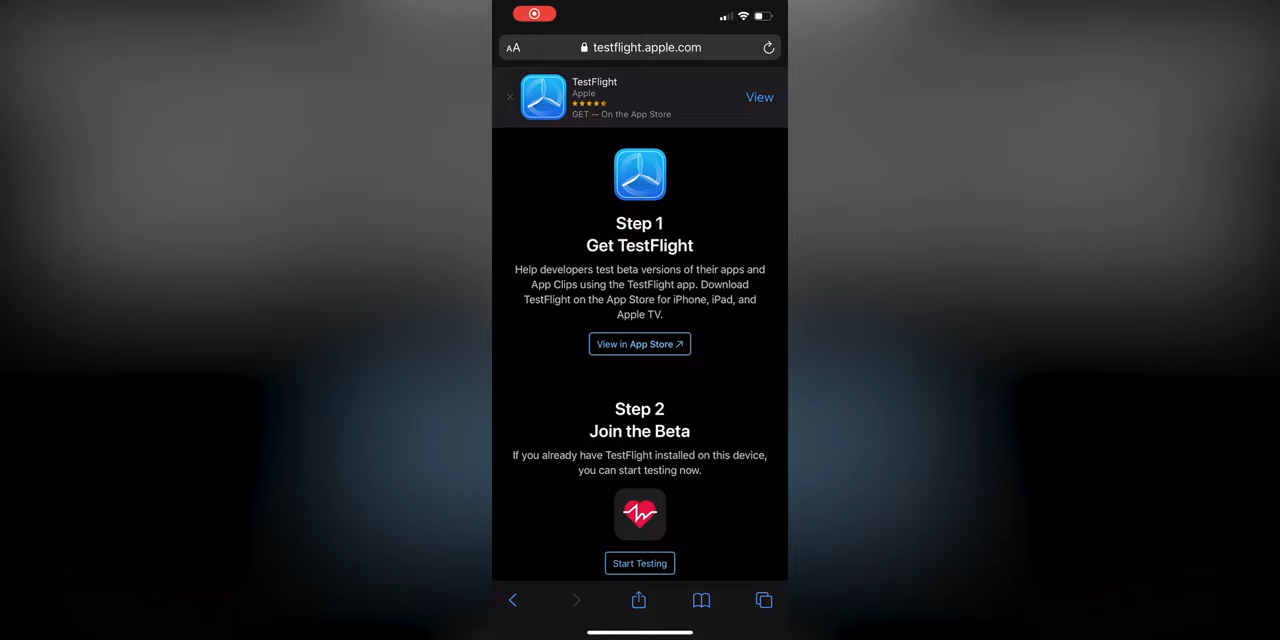 AA
testflight.apple.com
TestFlight
Apple
GET — On the App Store
View
Step 1
Get TestFlight
Help developers test beta versions of their apps and
App Clips using the TestFlight app. Download
TestFlight on the App Store for iPhone, iPad, and
Apple TV.
View in App Store ↗
Step 2
Join the Beta
If you already have TestFlight installed on this device,
you can start testing now.
Start Testing